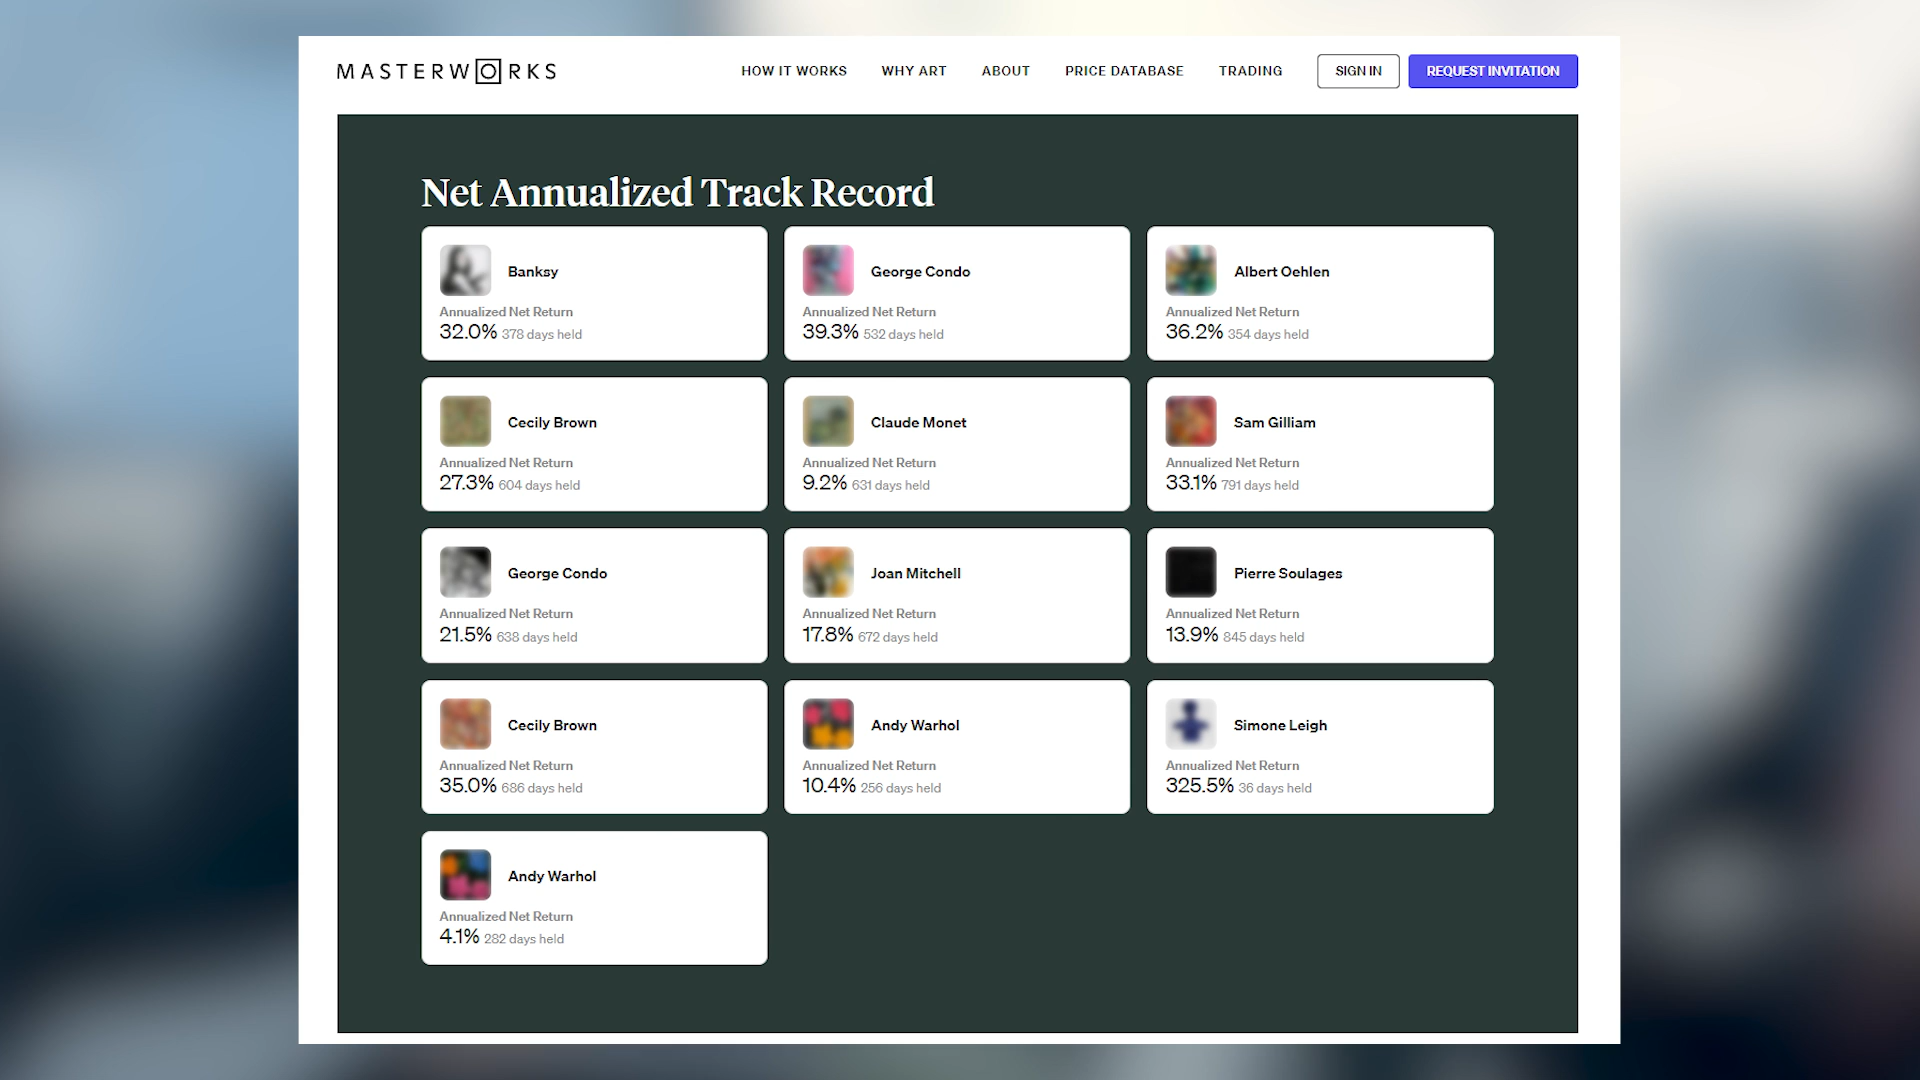 MASTERWORKS
HOW IT WORKS
WHY ART
ABOUT
PRICE DATABASE
TRADING
SIGN IN
REQUEST INVITATION
Net Annualized Track Record
Banksy
Annualized Net Return
32.0% 378 days held
George Condo
Annualized Net Return
39.3% 532 days held
Albert Oehlen
Annualized Net Return
36.2% 354 days held
Cecily Brown
Annualized Net Return
27.3% 604 days held
Claude Monet
Annualized Net Return
9.2% 631 days held
Sam Gilliam
Annualized Net Return
33.1% 791 days held
George Condo
Annualized Net Return
21.5% 638 days held
Joan Mitchell
Annualized Net Return
17.8% 672 days held
Pierre Soulages
Annualized Net Return
13.9% 845 days held
Cecily Brown
Annualized Net Return
35.0% 686 days held
Andy Warhol
Annualized Net Return
10.4% 256 days held
Simone Leigh
Annualized Net Return
325.5% 36 days held
Andy Warhol
Annualized Net Return
4.1% 282 days held